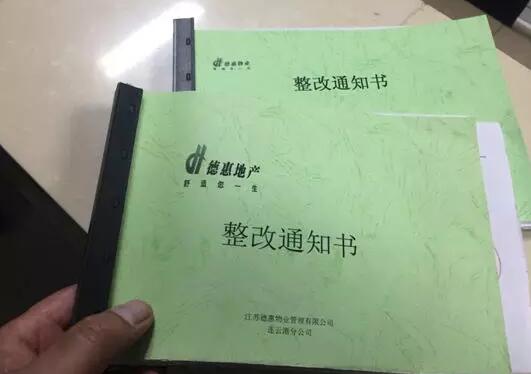 德惠物业
整改通知书
德惠地产
舒适您一生
整改通知书
江苏德惠物业管理有限公司
连云港分公司